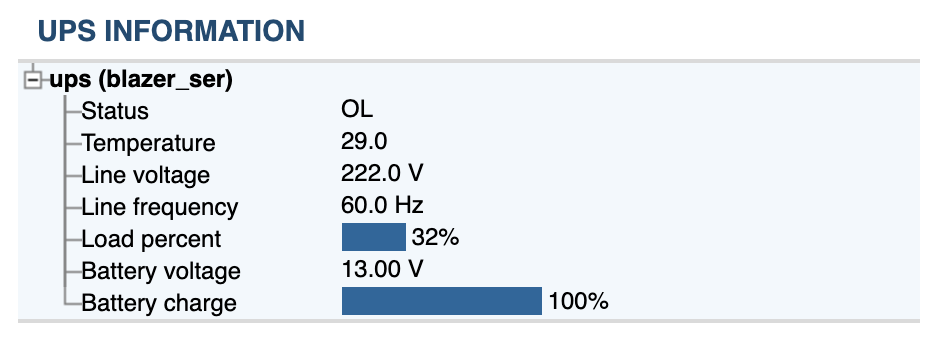 UPS INFORMATION
ups (blazer_ser)
Status OL
Temperature 29.0
Line voltage 222.0 V
Line frequency 60.0 Hz
Load percent 32%
Battery voltage 13.00 V
Battery charge 100%